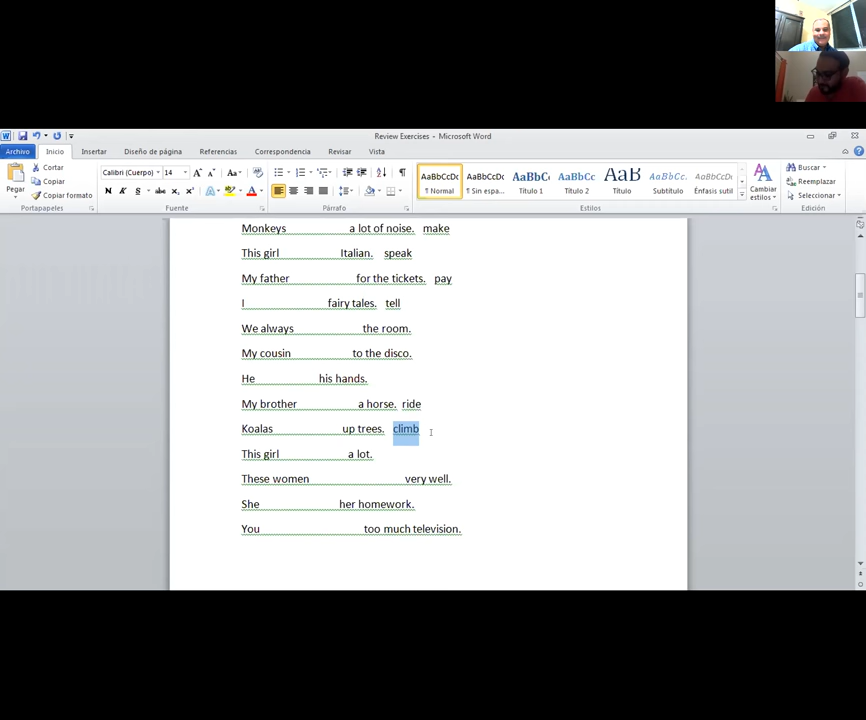 Review Exercises - Microsoft Word
Archivo Inicio Insertar Diseño de página Referencias Correspondencia Revisar Vista
Pegar
Cortar
Copiar
Copiar formato
Portapapeles
Calibri (Cuerpo) 14
Fuente
Párrafo
AaBbCcDc ¶ Normal
AaBbCcDc ¶ Sin espa...
AaBbC Título 1
AaBbCc Título 2
AaB Título
AaBbCc. Subtítulo
AaBbCcDc Énfasis sutil
Cambiar estilos
Estilos
Buscar
Reemplazar
Seleccionar
Edición
Monkeys a lot of noise. make
This girl Italian. speak
My father for the tickets. pay
I fairy tales. tell
We always the room.
My cousin to the disco.
He his hands.
My brother a horse. ride
Koalas up trees. climb
This girl a lot.
These women very well.
She her homework.
You too much television.